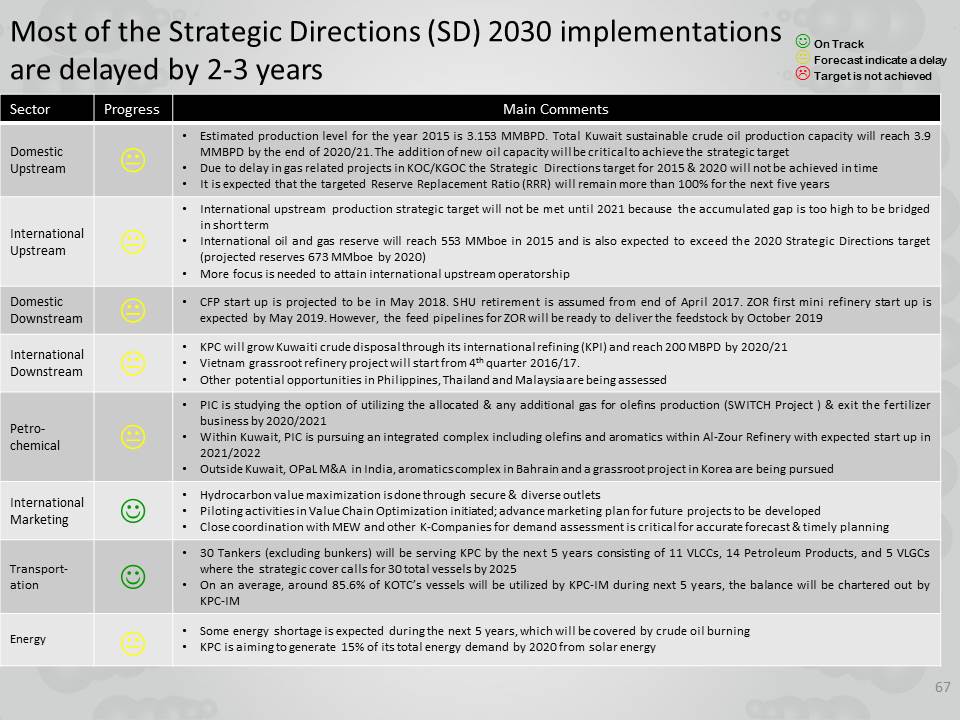 Most of the Strategic Directions (SD) 2030 implementations
are delayed by 2-3 years
On Track
Forecast indicate a delay
Target is not achieved
Sector Progress Main Comments
Domestic
Upstream
• Estimated production level for the year 2015 is 3.153 MMBPD. Total Kuwait sustainable crude oil production capacity will reach 3.9
MMBPD by the end of 2020/21. The addition of new oil capacity will be critical to achieve the strategic target
• Due to delay in gas related projects in KOC/KGOC the Strategic Directions target for 2015 & 2020 will not be achieved in time
• It is expected that the targeted Reserve Replacement Ratio (RRR) will remain more than 100% for the next five years
International
Upstream
• International upstream production strategic target will not be met until 2021 because the accumulated gap is too high to be bridged
in short term
• International oil and gas reserve will reach 553 MMboe in 2015 and is also expected to exceed the 2020 Strategic Directions target
(projected reserves 673 MMboe by 2020)
• More focus is needed to attain international upstream operatorship
Domestic
Downstream
• CFP start up is projected to be in May 2018. SHU retirement is assumed from end of April 2017. ZOR first mini refinery start up is
expected by May 2019. However, the feed pipelines for ZOR will be ready to deliver the feedstock by October 2019
International
Downstream
• KPC will grow Kuwaiti crude disposal through its international refining (KPI) and reach 200 MBPD by 2020/21
• Vietnam grassroot refinery project will start from 4th quarter 2016/17.
• Other potential opportunities in Philippines, Thailand and Malaysia are being assessed
Petro-
chemical
• PIC is studying the option of utilizing the allocated & any additional gas for olefins production (SWITCH Project ) & exit the fertilizer
business by 2020/2021
• Within Kuwait, PIC is pursuing an integrated complex including olefins and aromatics within Al-Zour Refinery with expected start up in
2021/2022
• Outside Kuwait, OPaL M&A in India, aromatics complex in Bahrain and a grassroot project in Korea are being pursued
International
Marketing
• Hydrocarbon value maximization is done through secure & diverse outlets
• Piloting activities in Value Chain Optimization initiated; advance marketing plan for future projects to be developed
• Close coordination with MEW and other K-Companies for demand assessment is critical for accurate forecast & timely planning
Transport-
ation
• 30 Tankers (excluding bunkers) will be serving KPC by the next 5 years consisting of 11 VLCCs, 14 Petroleum Products, and 5 VLGCs
where the strategic cover calls for 30 total vessels by 2025
• On an average, around 85.6% of KOTC's vessels will be utilized by KPC-IM during next 5 years, the balance will be chartered out by
KPC-IM
Energy
• Some energy shortage is expected during the next 5 years, which will be covered by crude oil burning
• KPC is aiming to generate 15% of its total energy demand by 2020 from solar energy
67